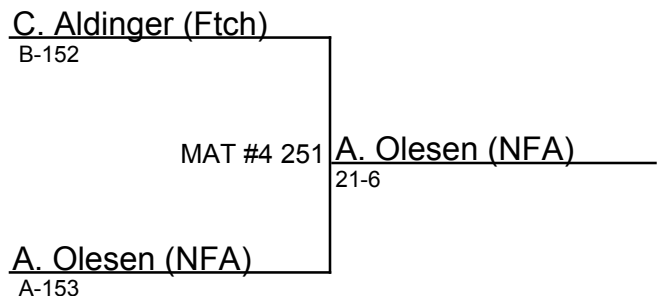 C. Aldinger (Ftch)
B-152
MAT #4 251
A. Olesen (NFA)
21-6
A. Olesen (NFA)
A-153